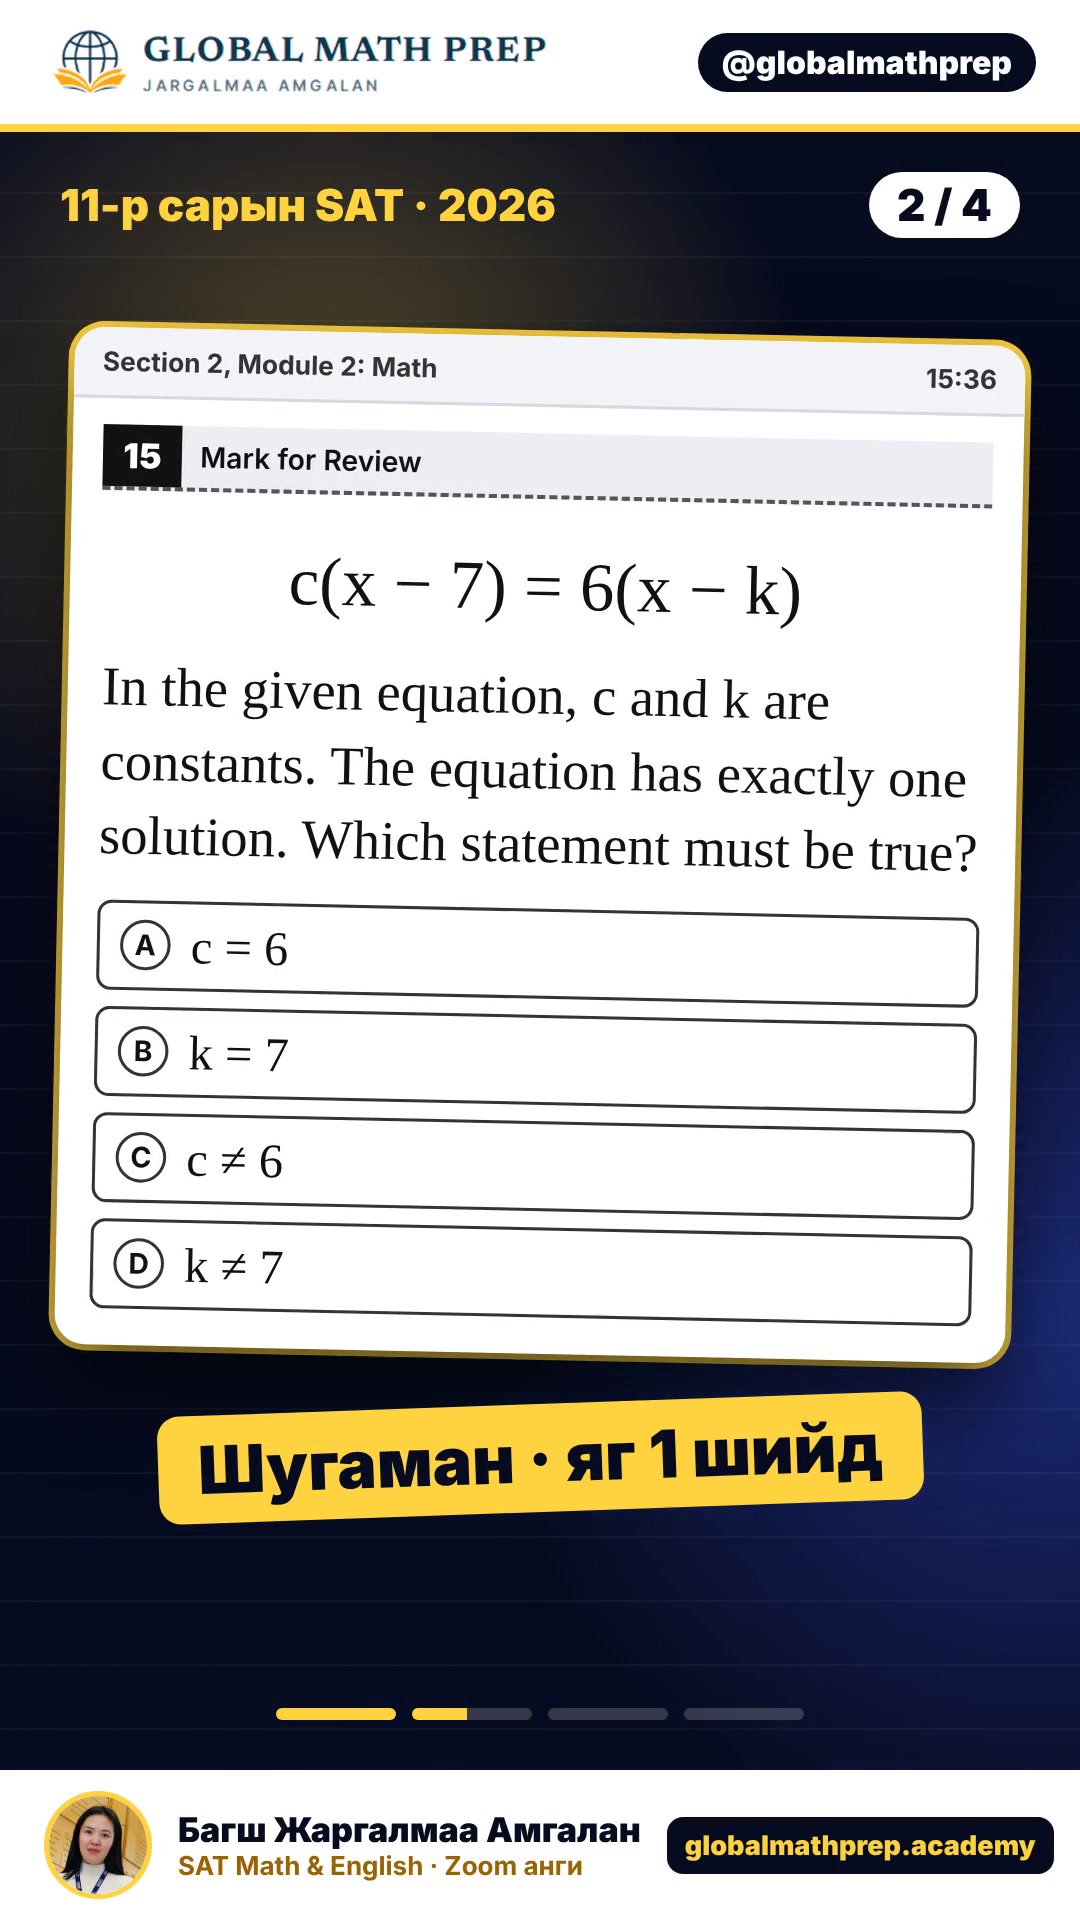 GLOBAL MATH PREP
JARGALMAA AMGALAN
@globalmathprep
11-р сарын SAT · 2026
2 / 4
Section 2, Module 2: Math
15:36
15
Mark for Review
c(x − 7) = 6(x − k)
In the given equation, c and k are
constants. The equation has exactly one
solution. Which statement must be true?
A c = 6
B k = 7
C c ≠ 6
D k ≠ 7
Шугаман · яг 1 шийд
Багш Жаргалмаа Амгалан
SAT Math & English · Zoom анги
globalmathprep.academy